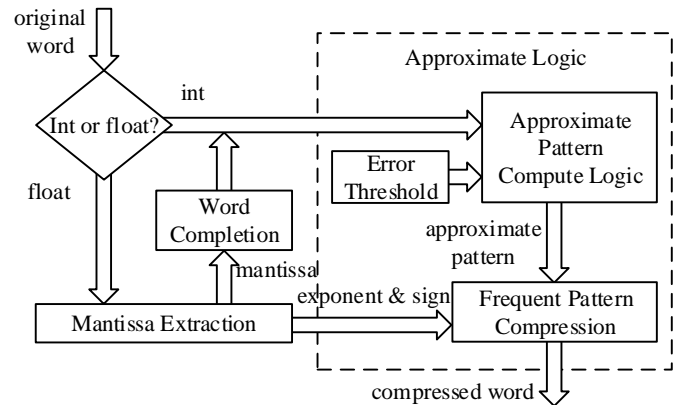 original
word
Approximate Logic
int
Int or float?
Approximate
Pattern
Compute Logic
Error
Threshold
float
Word
Completion
approximate
pattern
mantissa
exponent & sign
Mantissa Extraction
Frequent Pattern
Compression
compressed word